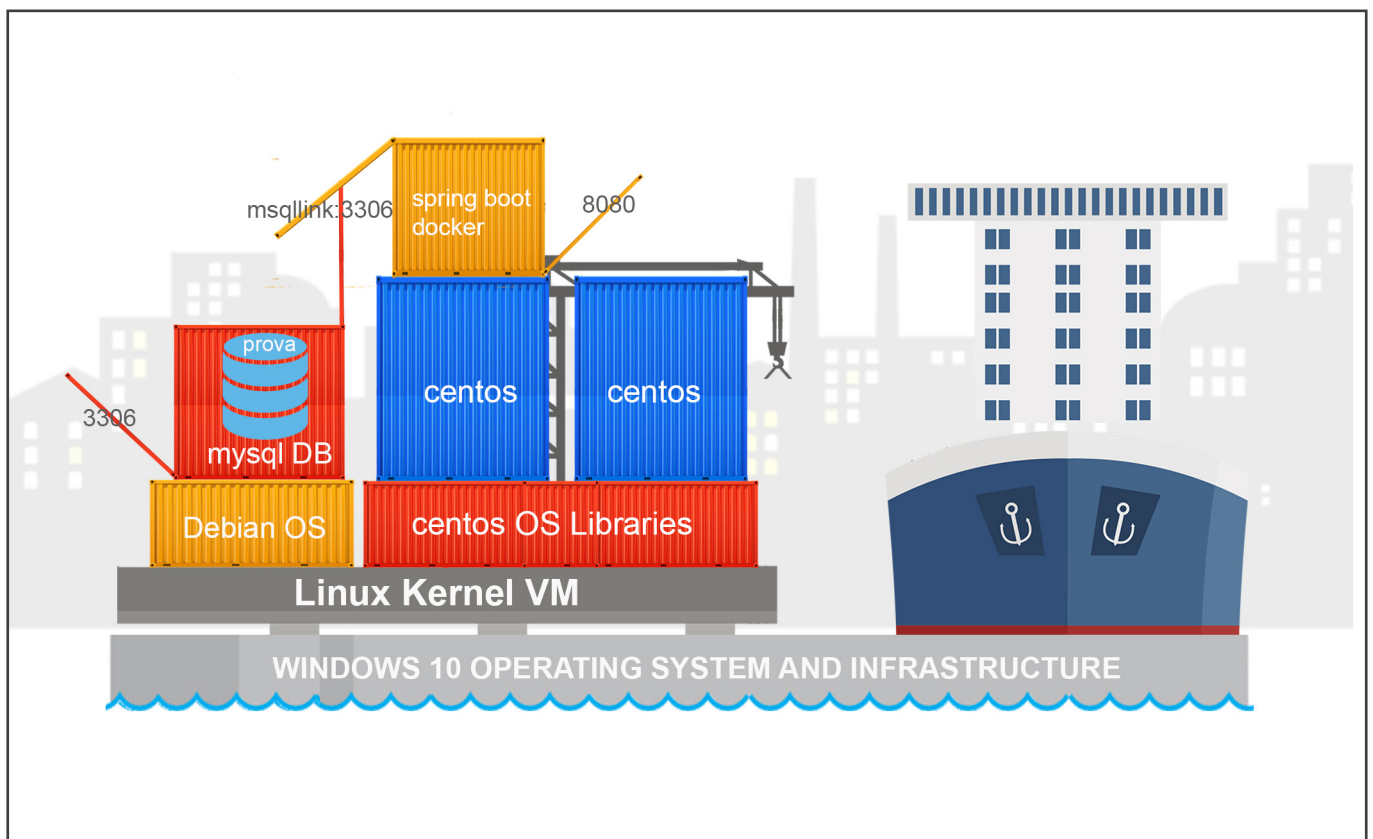 msqllink:3306
spring boot
docker
8080
prova
mysql DB
3306
centos
centos
Debian OS
centos OS Libraries
Linux Kernel VM
WINDOWS 10 OPERATING SYSTEM AND INFRASTRUCTURE